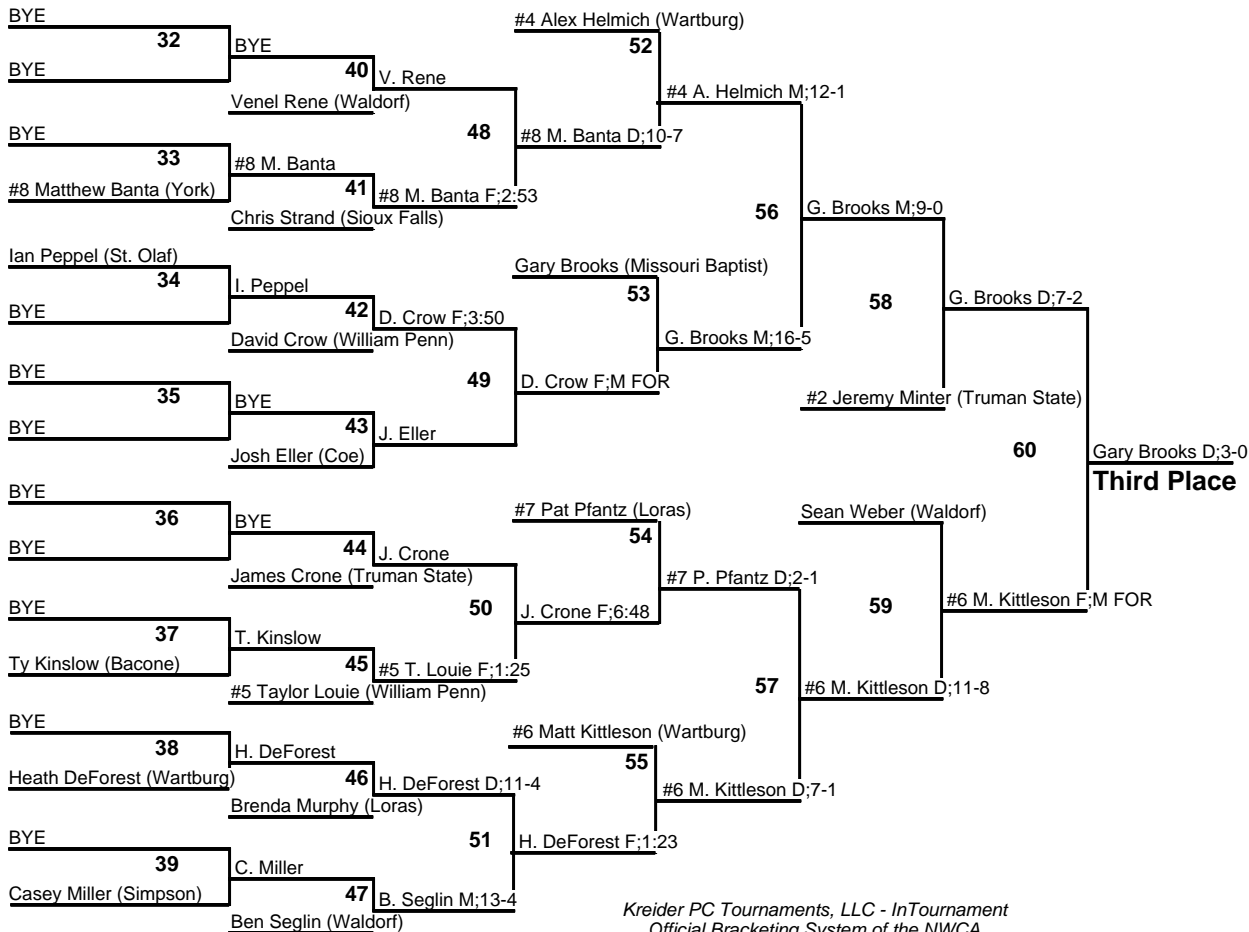 BYE
32
BYE
BYE
40
Venel Rene (Waldorf)
V. Rene
BYE
33
#8 Matthew Banta (York)
#8 M. Banta
41
Chris Strand (Sioux Falls)
#8 M. Banta F;2:53
48
#8 M. Banta D;10-7
#4 Alex Helmich (Wartburg)
52
#4 A. Helmich M;12-1
Ian Peppel (St. Olaf)
34
BYE
I. Peppel
42
David Crow (William Penn)
D. Crow F;3:50
BYE
35
BYE
BYE
43
Josh Eller (Coe)
J. Eller
49
D. Crow F;M FOR
Gary Brooks (Missouri Baptist)
53
G. Brooks M;16-5
56
G. Brooks M;9-0
58
#2 Jeremy Minter (Truman State)
G. Brooks D;7-2
BYE
36
BYE
BYE
44
James Crone (Truman State)
J. Crone
BYE
37
Ty Kinslow (Bacone)
T. Kinslow
45
#5 Taylor Louie (William Penn)
#5 T. Louie F;1:25
50
J. Crone F;6:48
#7 Pat Pfantz (Loras)
54
#7 P. Pfantz D;2-1
BYE
38
Heath DeForest (Wartburg)
H. DeForest
46
Brenda Murphy (Loras)
H. DeForest D;11-4
BYE
39
Casey Miller (Simpson)
C. Miller
47
Ben Seglin (Waldorf)
B. Seglin M;13-4
51
H. DeForest F;1:23
#6 Matt Kittleson (Wartburg)
55
#6 M. Kittleson D;7-1
57
#6 M. Kittleson D;11-8
Sean Weber (Waldorf)
59
#6 M. Kittleson F;M FOR
60
Gary Brooks D;3-0
Third Place
Kreider PC Tournaments, LLC - InTournament
Official Bracketing System of the NWCA